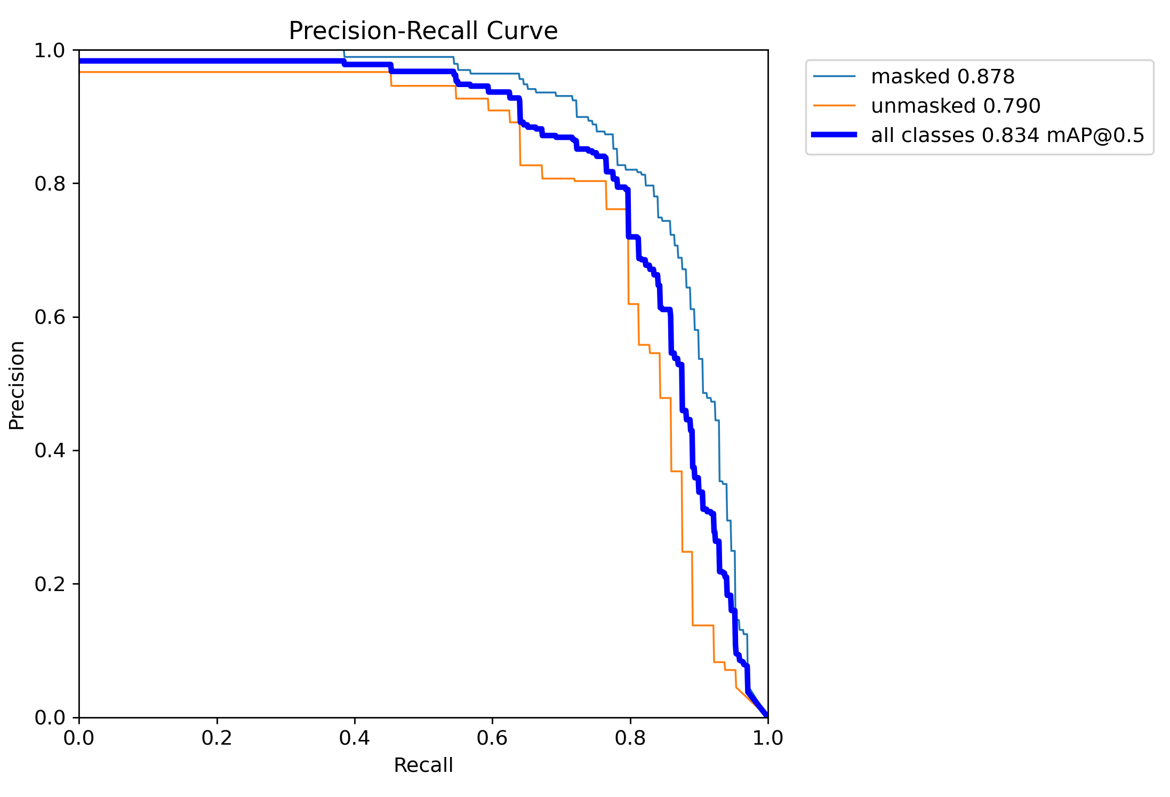 Precision-Recall Curve
masked 0.878
unmasked 0.790
all classes 0.834 mAP@0.5
1.0
0.8
0.6
0.4
0.2
0.0
Precision
0.0 0.2 0.4 0.6 0.8 1.0
Recall